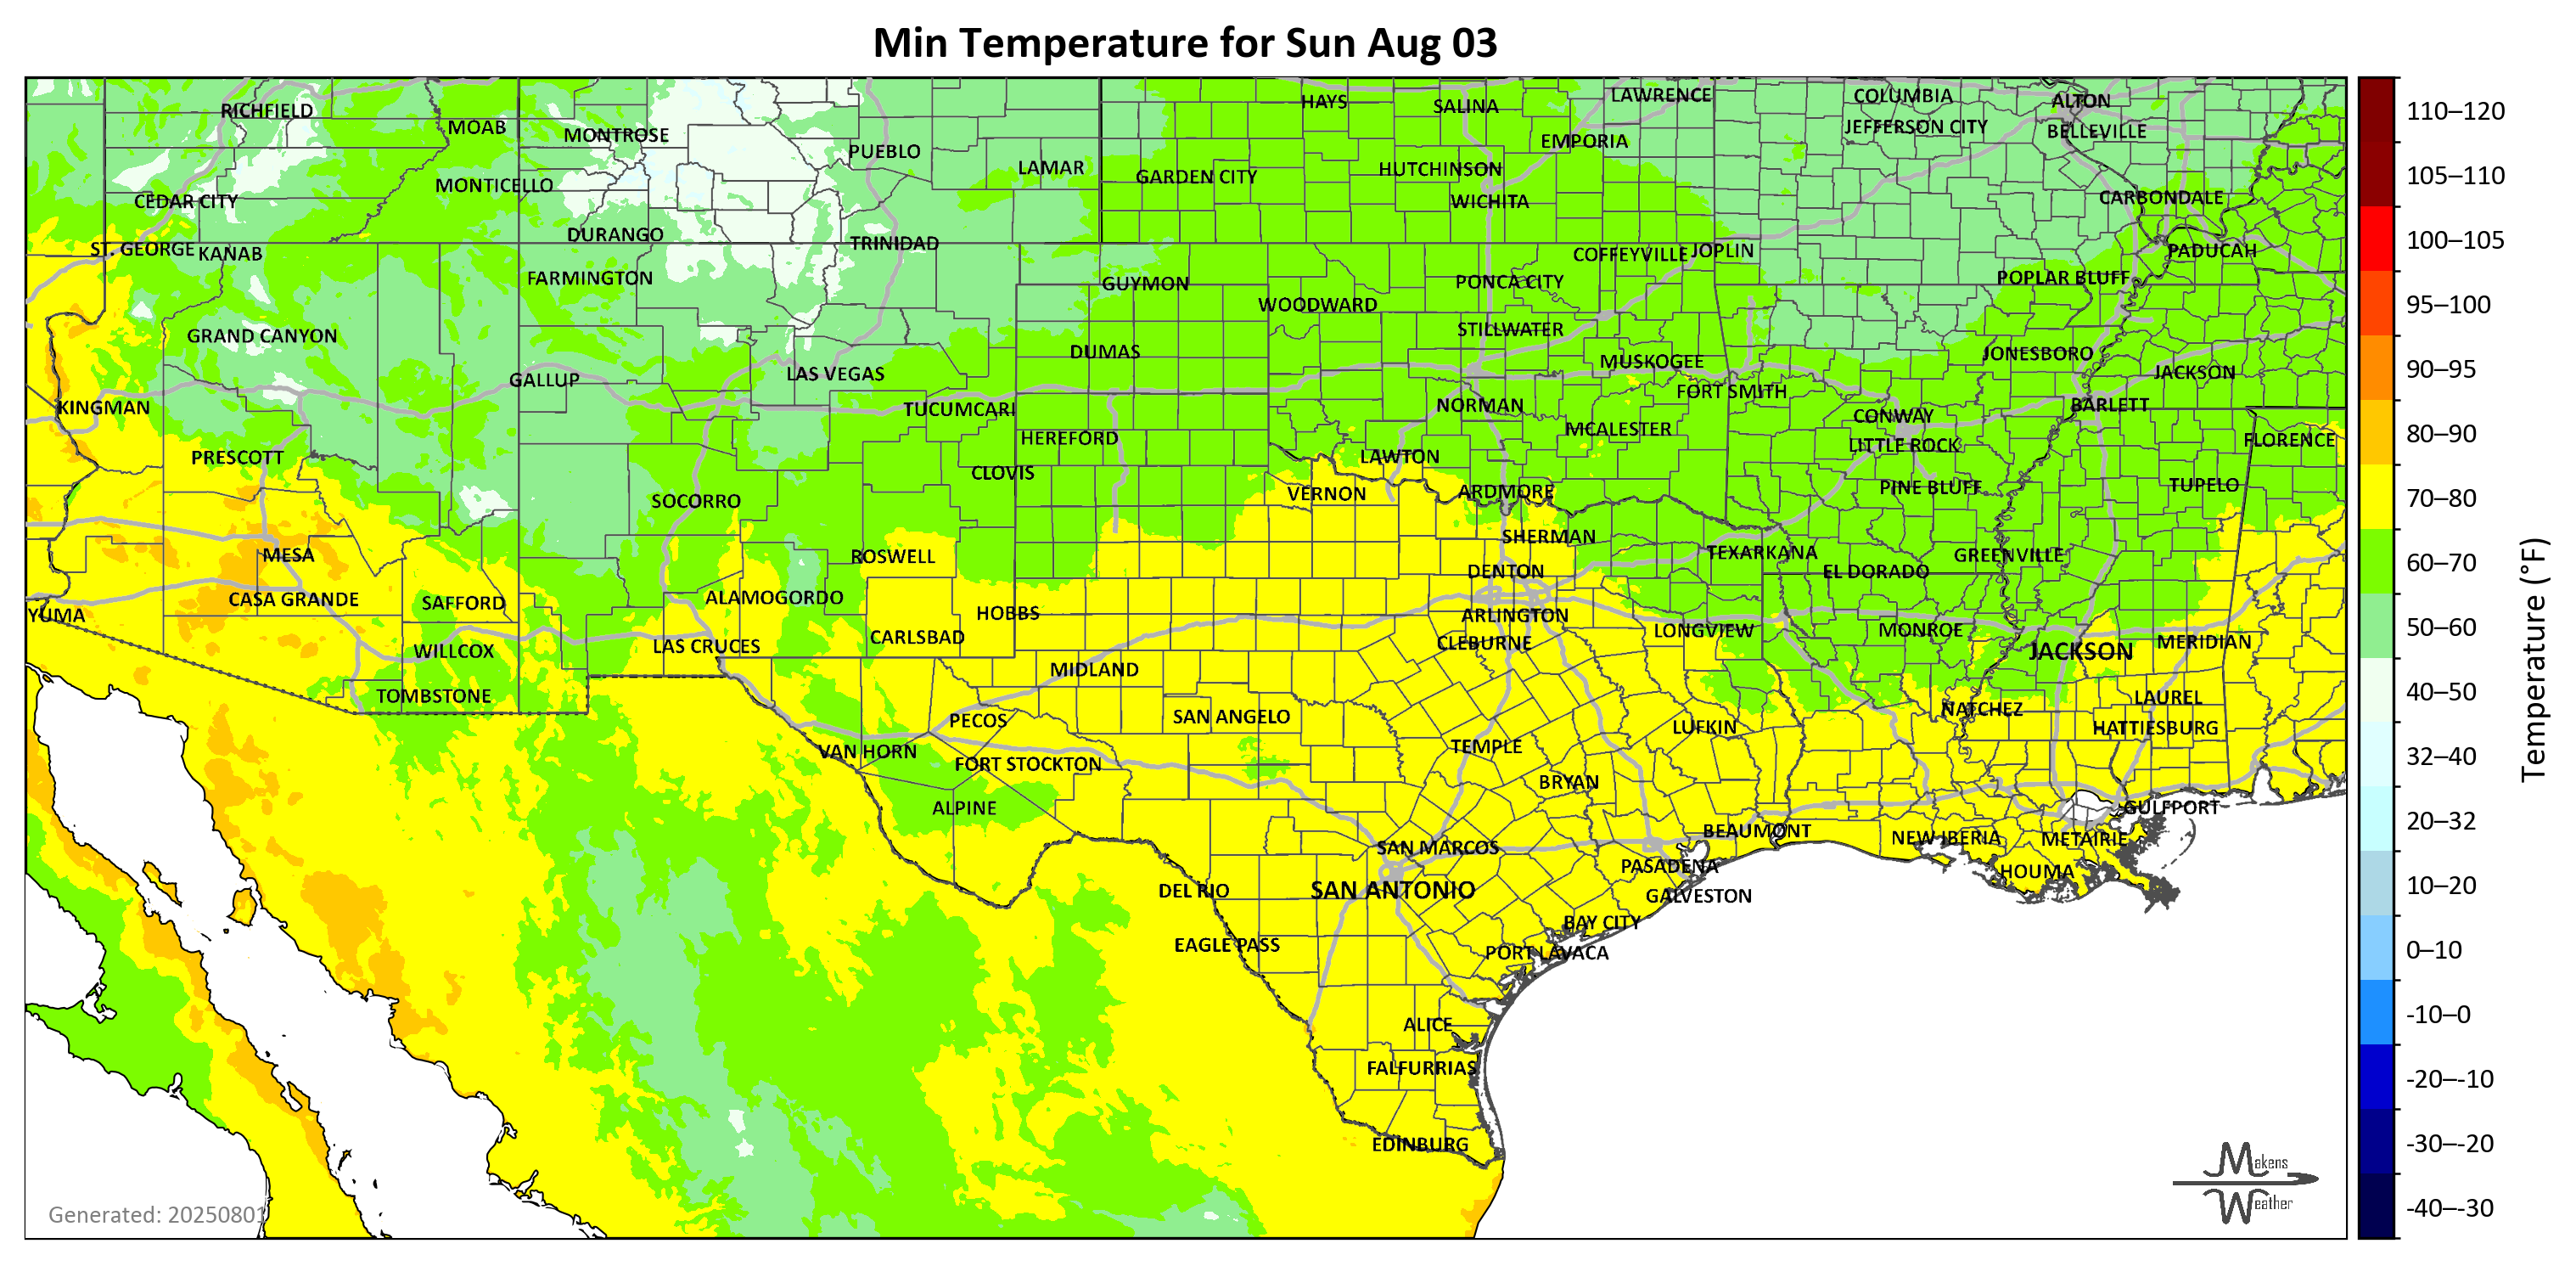 Min Temperature for Sun Aug 03
HAYS
SALINA
LAWRENCE
COLUMBIA
ALTON
RICHFIELD
MOAB
MONTROSE
JEFFERSON CITY
BELLEVILLE
PUEBLO
EMPORIA
LAMAR
HUTCHINSON
GARDEN CITY
MONTICELLO
CEDAR CITY
WICHITA
CARBONDALE
DURANGO
TRINIDAD
ST. GEORGE
KANAB
COFFEYVILLE
JOPLIN
PADUCAH
FARMINGTON
GUYMON
PONCA CITY
POPLAR BLUFF
WOODWARD
GRAND CANYON
STILLWATER
DUMAS
JONESBORO
MUSKOGEE
GALLUP
LAS VEGAS
JACKSON
FORT SMITH
KINGMAN
TUCUMCARI
NORMAN
CONWAY
BARLETT
HEREFORD
MCALESTER
LITTLE ROCK
FLORENCE
PRESCOTT
LAWTON
CLOVIS
SOCORRO
VERNON
ARDMORE
PINE BLUFF
TUPELO
SHERMAN
MESA
ROSWELL
TEXARKANA
GREENVILLE
DENTON
EL DORADO
CASA GRANDE
SAFFORD
ALAMOGORDO
YUMA
HOBBS
ARLINGTON
LAS CRUCES
CARLSBAD
CLEBURNE
LONGVIEW
MONROE
MERIDIAN
WILLCOX
JACKSON
MIDLAND
TOMBSTONE
LAUREL
PECOS
SAN ANGELO
NATCHEZ
LUFKIN
HATTIESBURG
VAN HORN
TEMPLE
FORT STOCKTON
BRYAN
ALPINE
GULFPORT
BEAUMONT
NEW IBERIA
METAIRIE
SAN MARCOS
PASADENA
HOUMA
DEL RIO
SAN ANTONIO
GALVESTON
BAY CITY
EAGLE PASS
PORT LAVACA
ALICE
FALFURRIAS
EDINBURG
Generated: 20250801
Makens
Weather
110–120
105–110
100–105
95–100
90–95
80–90
70–80
60–70
50–60
40–50
32–40
20–32
10–20
0–10
-10–0
-20–-10
-30–-20
-40–-30
Temperature (°F)